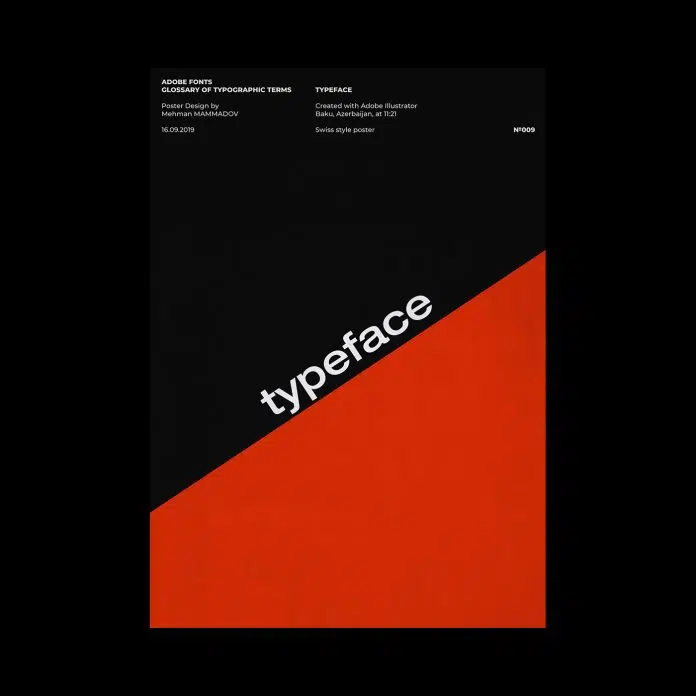 ADOBE FONTS
GLOSSARY OF TYPOGRAPHIC TERMS
Poster Design by
Mehman MAMMADOV
16.09.2019
TYPEFACE
Created with Adobe Illustrator
Baku, Azerbaijan, at 11:21
Swiss style poster
№009
typeface